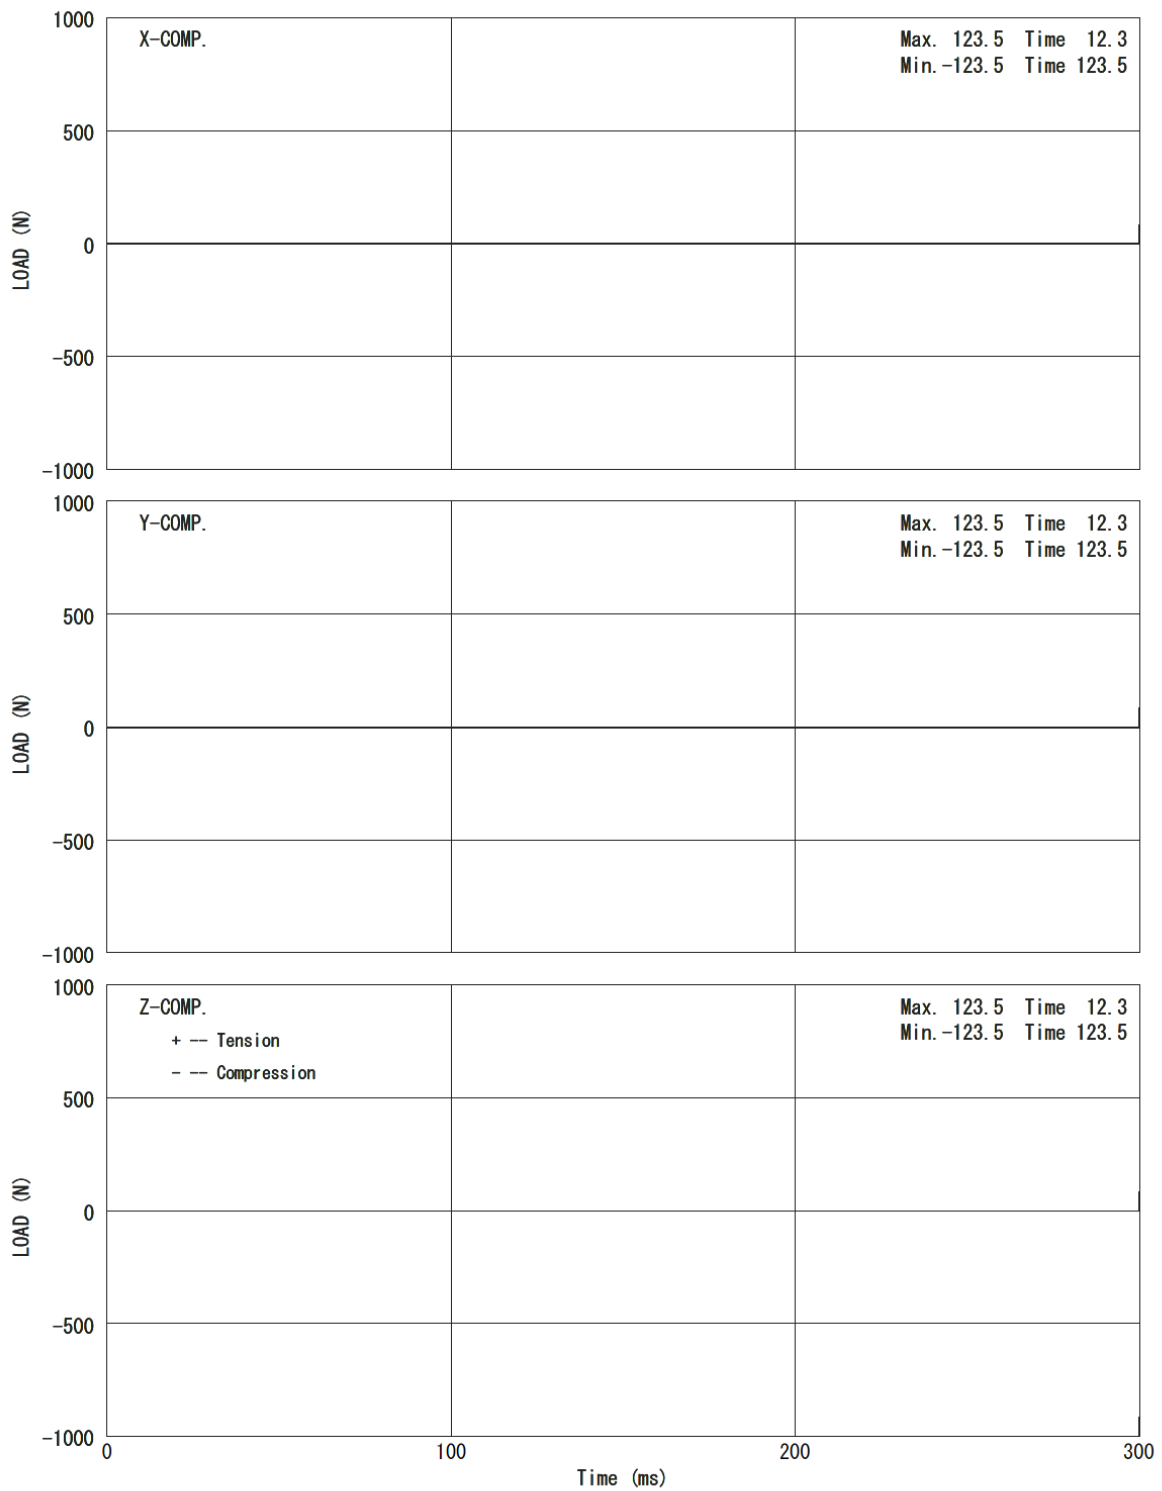 1000
X-COMP.
Max. 123.5 Time 12.3
Min.-123.5 Time 123.5
500
LOAD (N)
0
-500
-1000
1000
Y-COMP.
Max. 123.5 Time 12.3
Min.-123.5 Time 123.5
500
LOAD (N)
0
-500
-1000
1000
Z-COMP.
Max. 123.5 Time 12.3
Min.-123.5 Time 123.5
+ -- Tension
- -- Compression
500
LOAD (N)
0
-500
-1000
0 100 200 300
Time (ms)